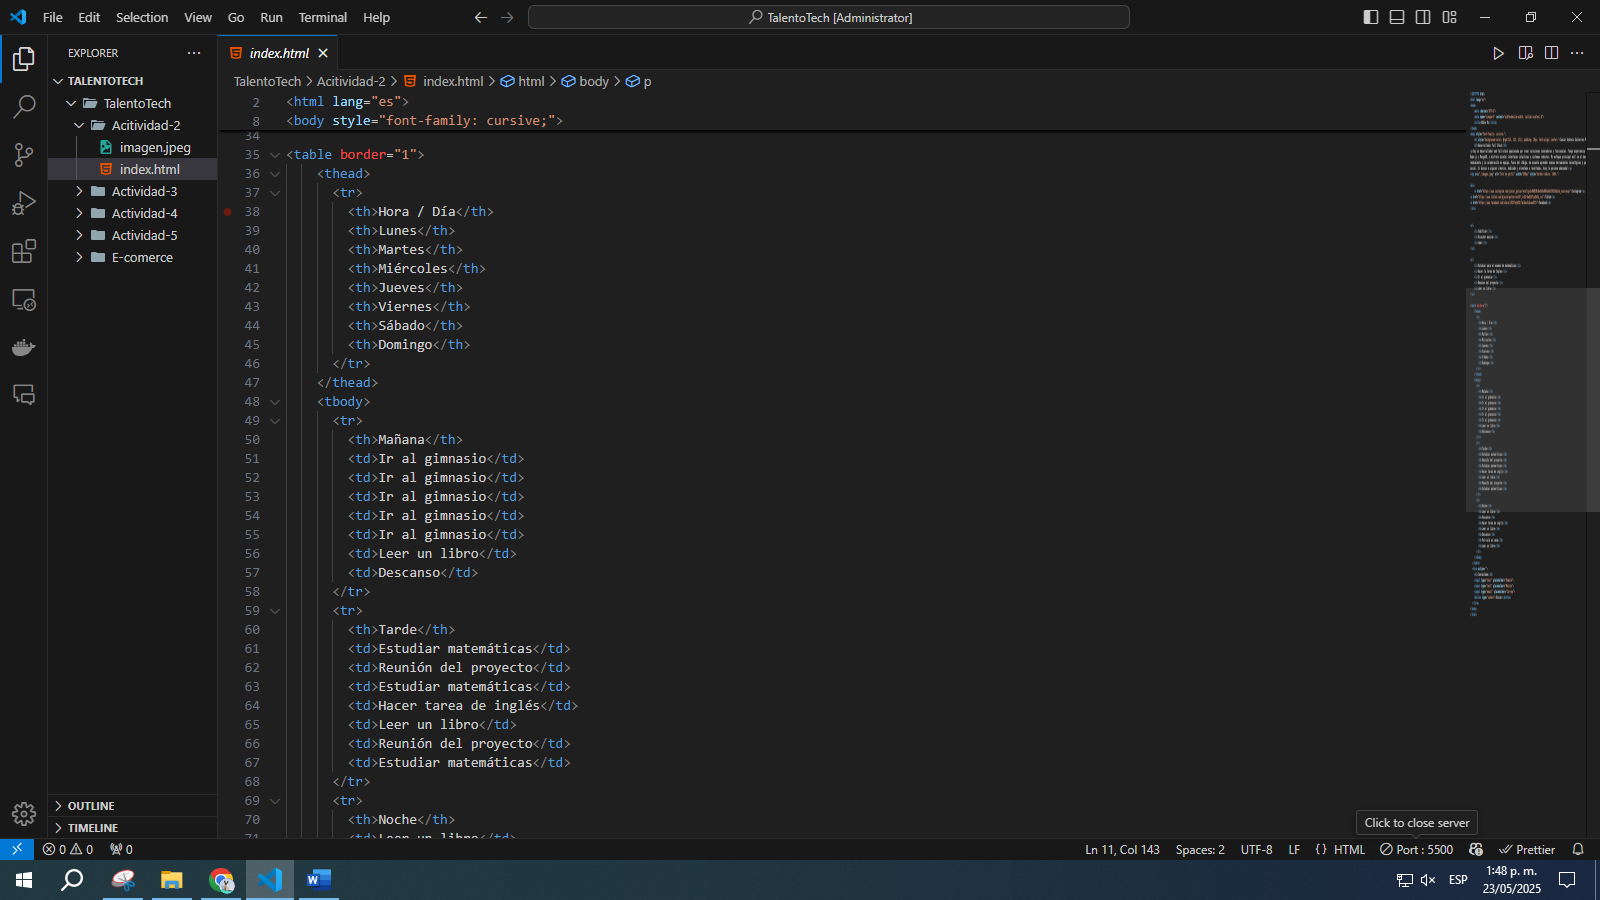 File Edit Selection View Go Run Terminal Help
TalentoTech [Administrator]
EXPLORER
index.html
TALENTOTECH
TalentoTech
Acitividad-2
imagen.jpeg
index.html
Actividad-3
Actividad-4
Actividad-5
E-comerce
OUTLINE
TIMELINE
TalentoTech > Acitividad-2 > index.html > html > body > p
2 <html lang="es">
8 <body style="font-family: cursive;">
34
35 <table border="1">
36 <thead>
37 <tr>
38 <th>Hora / Día</th>
39 <th>Lunes</th>
40 <th>Martes</th>
41 <th>Miércoles</th>
42 <th>Jueves</th>
43 <th>Viernes</th>
44 <th>Sábado</th>
45 <th>Domingo</th>
46 </tr>
47 </thead>
48 <tbody>
49 <tr>
50 <th>Mañana</th>
51 <td>Ir al gimnasio</td>
52 <td>Ir al gimnasio</td>
53 <td>Ir al gimnasio</td>
54 <td>Ir al gimnasio</td>
55 <td>Ir al gimnasio</td>
56 <td>Leer un libro</td>
57 <td>Descanso</td>
58 </tr>
59 <tr>
60 <th>Tarde</th>
61 <td>Estudiar matemáticas</td>
62 <td>Reunión del proyecto</td>
63 <td>Estudiar matemáticas</td>
64 <td>Hacer tarea de inglés</td>
65 <td>Leer un libro</td>
66 <td>Reunión del proyecto</td>
67 <td>Estudiar matemáticas</td>
68 </tr>
69 <tr>
70 <th>Noche</th>
71 <td>Leer un libro</td>
Click to close server
0 0 0
Ln 11, Col 143 Spaces: 2 UTF-8 LF {} HTML Port : 5500 Prettier
ESP
1:48 p. m.
23/05/2025